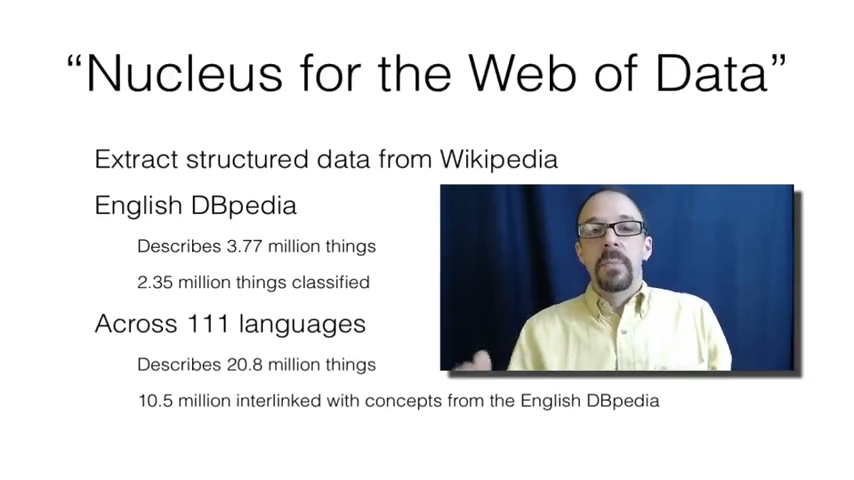 “Nucleus for the Web of Data”
Extract structured data from Wikipedia
English DBpedia
Describes 3.77 million things
2.35 million things classified
Across 111 languages
Describes 20.8 million things
10.5 million interlinked with concepts from the English DBpedia